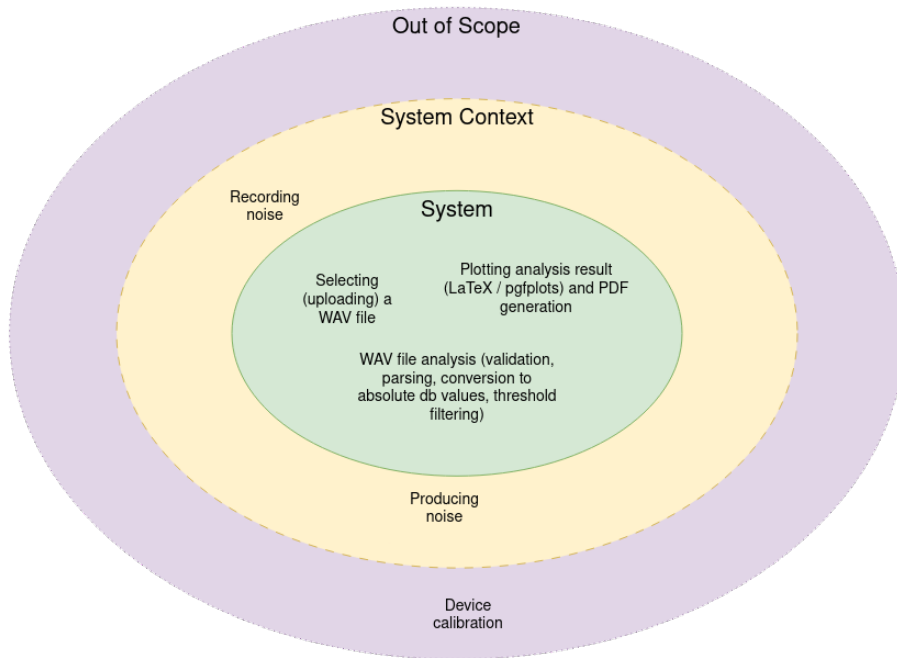 Out of Scope
System Context
Recording
noise
System
Selecting
(uploading) a
WAV file
Plotting analysis result
(LaTeX / pgfplots) and PDF
generation
WAV file analysis (validation,
parsing, conversion to
absolute db values, threshold
filtering)
Producing
noise
Device
calibration